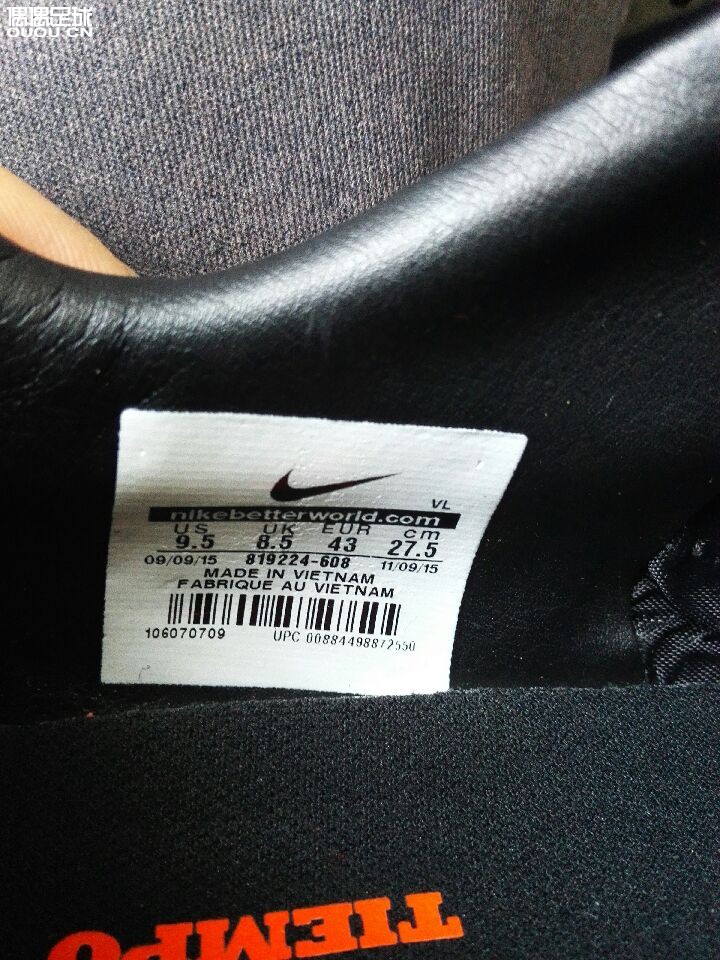 偶偶足球
OUOU.CN
VL
nikebetterworld.com
US UK EUR cm
9.5 8.5 43 27.5
09/09/15 819224-608 11/09/15
MADE IN VIETNAM
FABRIQUE AU VIETNAM
106070709 UPC 00884498872550
TIEMPO